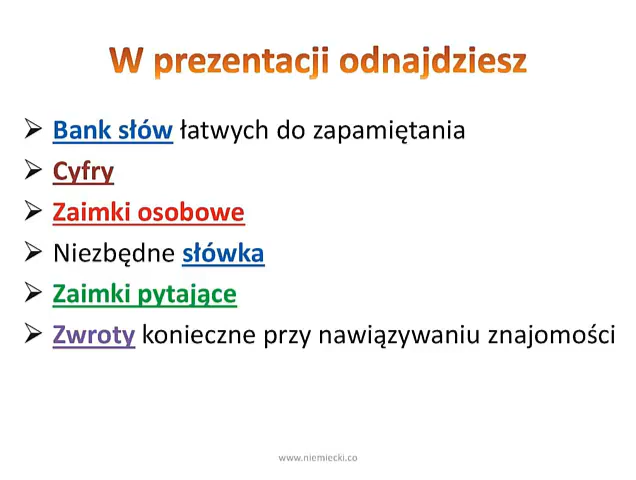 W prezentacji odnajdziesz
➢ Bank słów łatwych do zapamiętania
➢ Cyfry
➢ Zaimki osobowe
➢ Niezbędne słówka
➢ Zaimki pytające
➢ Zwroty konieczne przy nawiązywaniu znajomości
www.niemiecki.co